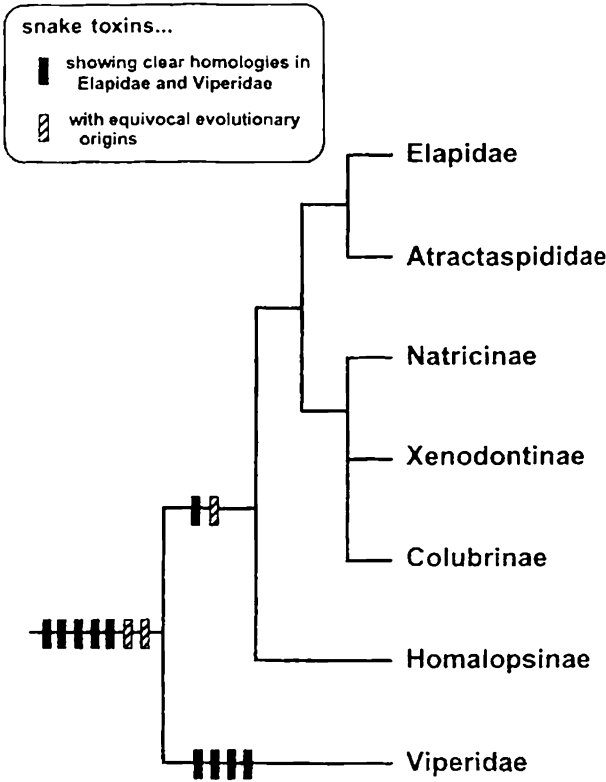 snake toxins...
showing clear homologies in
Elapidae and Viperidae
with equivocal evolutionary
origins
Elapidae
Atractaspididae
Natricinae
Xenodontinae
Colubrinae
Homalopsinae
Viperidae